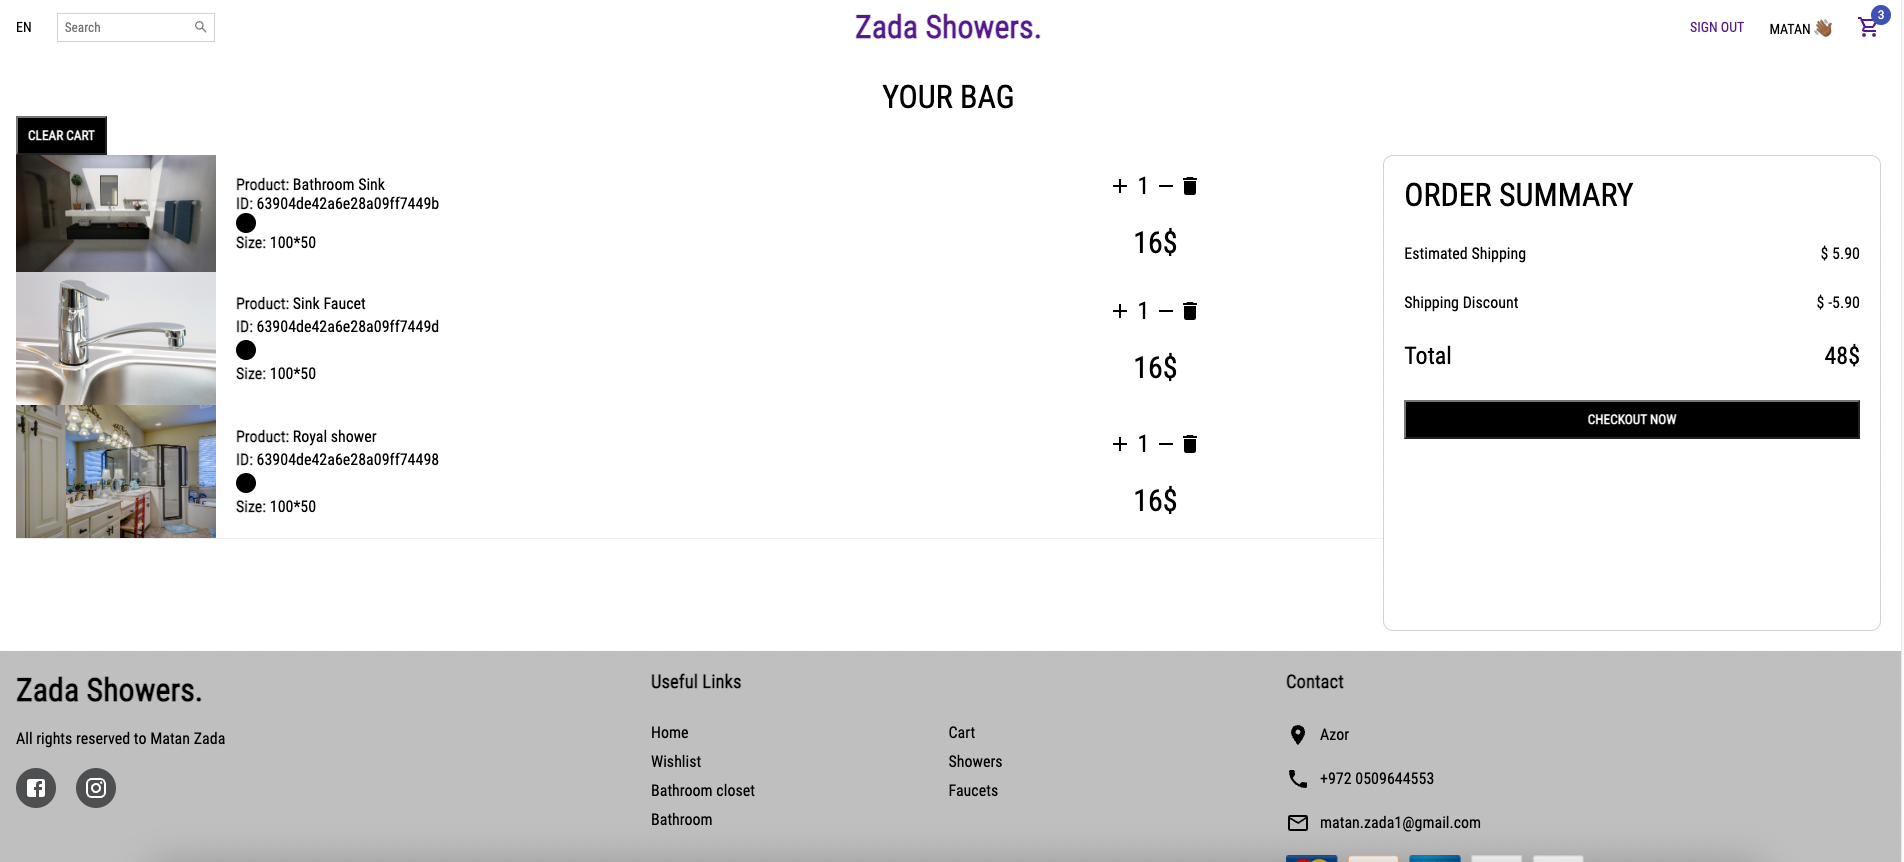 EN
Search
Zada Showers.
SIGN OUT
MATAN 👋🏾
3
YOUR BAG
CLEAR CART
Product: Bathroom Sink
ID: 63904de42a6e28a09ff7449b
Size: 100*50
+ 1 −
16$
Product: Sink Faucet
ID: 63904de42a6e28a09ff7449d
Size: 100*50
+ 1 −
16$
Product: Royal shower
ID: 63904de42a6e28a09ff74498
Size: 100*50
+ 1 −
16$
ORDER SUMMARY
Estimated Shipping $ 5.90
Shipping Discount $ -5.90
Total 48$
CHECKOUT NOW
Zada Showers.
All rights reserved to Matan Zada
Useful Links
Home
Cart
Wishlist
Showers
Bathroom closet
Faucets
Bathroom
Contact
Azor
+972 0509644553
matan.zada1@gmail.com